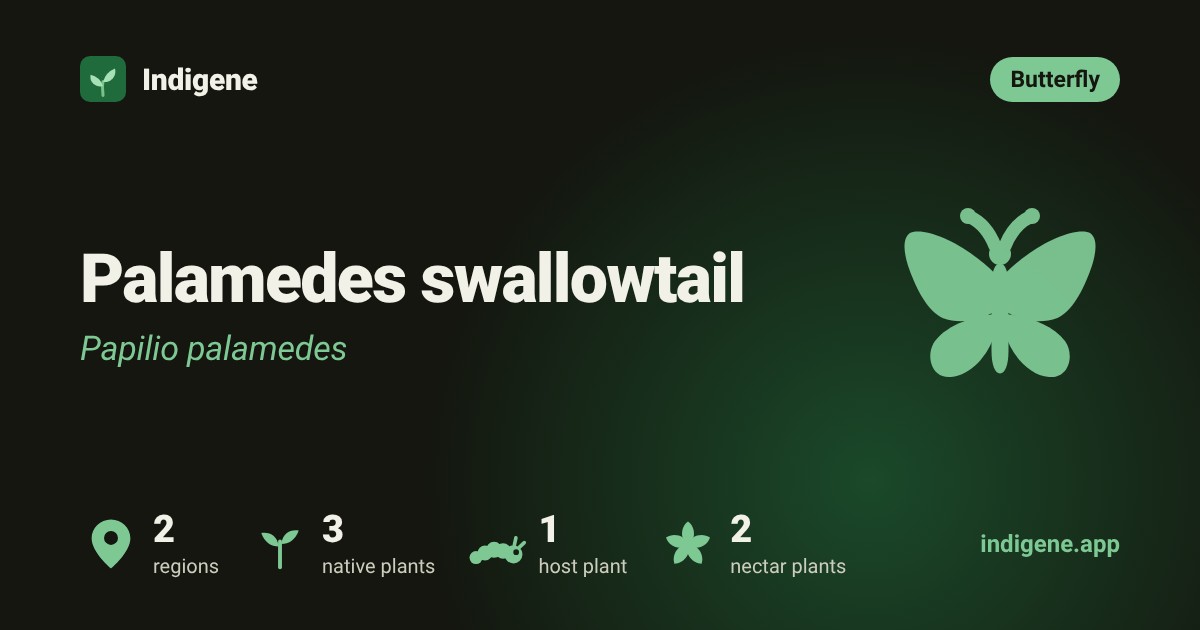 Indigene
Butterfly
Palamedes swallowtail
Papilio palamedes
2
regions
3
native plants
1
host plant
2
nectar plants
indigene.app